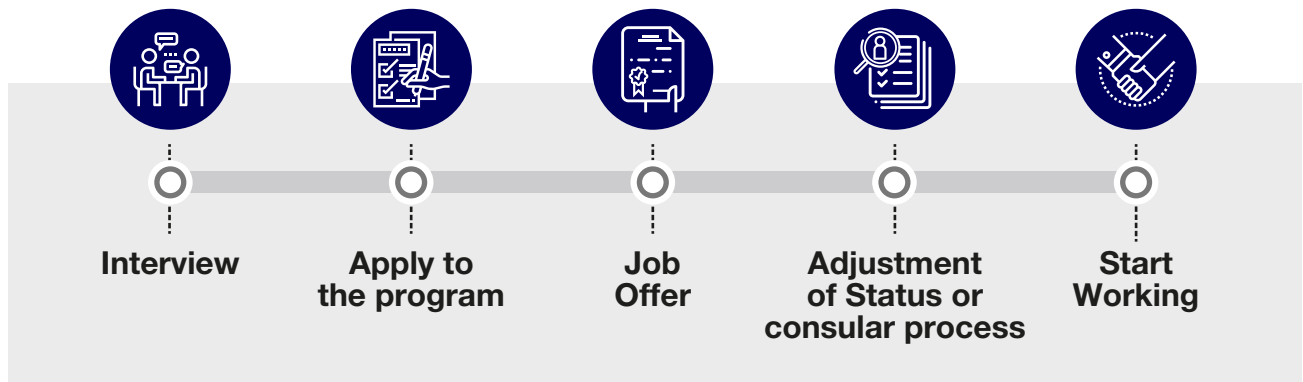 Interview
Apply to
the program
Job
Offer
Adjustment
of Status or
consular process
Start
Working